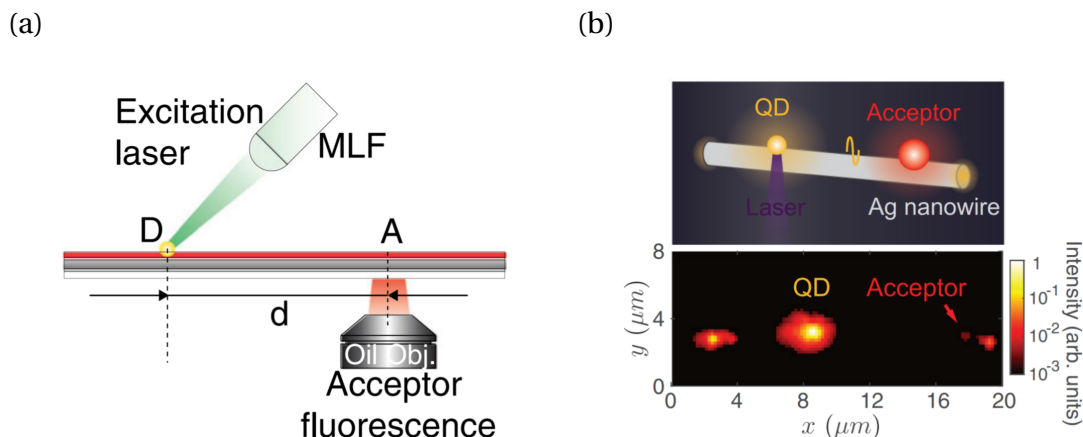 (a)
Excitation
laser
MLF
D
A
d
Oil Obj.
Acceptor
fluorescence
(b)
QD
Acceptor
Laser
Ag nanowire
QD
Acceptor
8
4
0
y (μm)
0
4
8
12
16
20
x (μm)
1
10⁻¹
10⁻²
10⁻³
Intensity (arb. units)